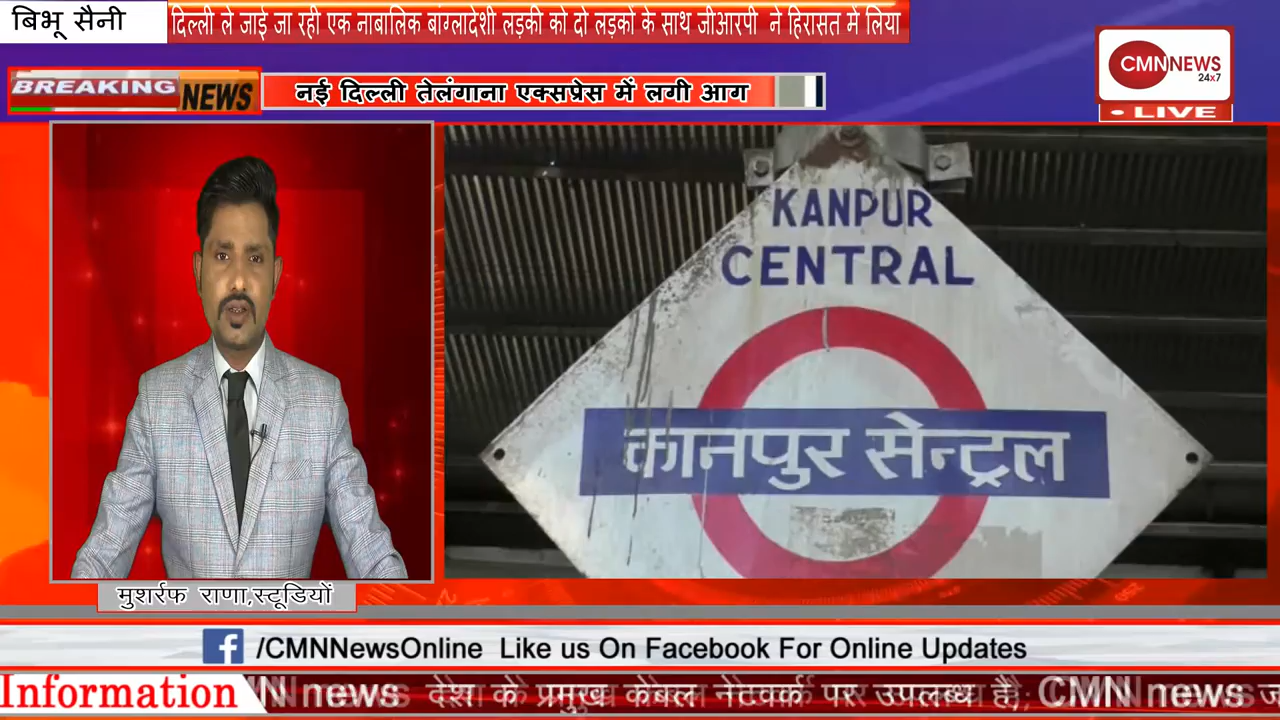 बिभू सैनी
दिल्ली ले जाई जा रही एक नाबालिक बांग्लादेशी लड़की को दो लड़कों के साथ जीआरपी ने हिरासत में लिया
BREAKING NEWS
नई दिल्ली तेलंगाना एक्सप्रेस में लगी आग
CMNNEWS
24x7
LIVE
KANPUR
CENTRAL
कानपुर सेन्ट्रल
मुशर्रफ राणा,स्टूडियों
/CMNNewsOnline Like us On Facebook For Online Updates
Information
N news देश के प्रमुख केबल नेटवर्क पर उपलब्ध है; CMN news ज